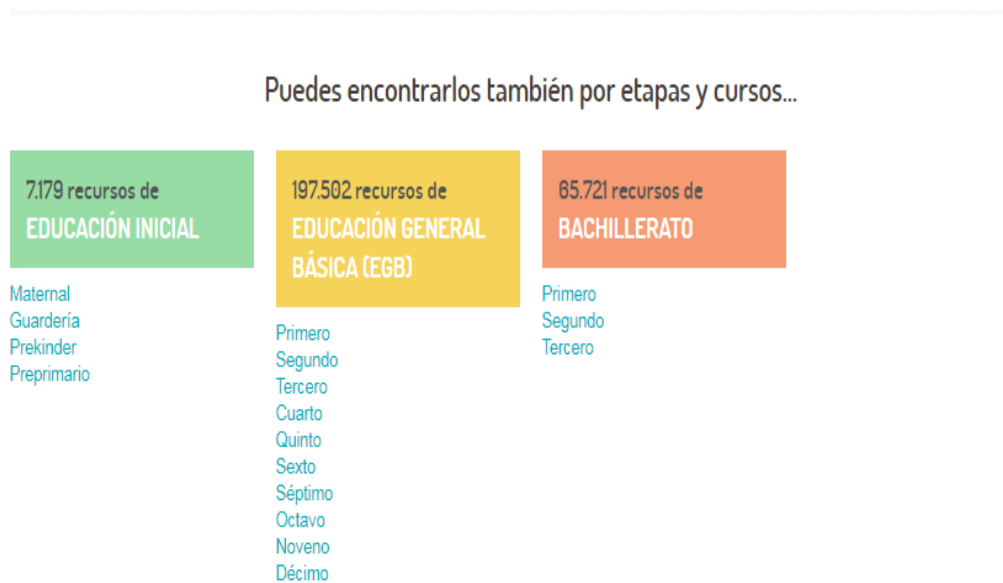 Puedes encontrarlos también por etapas y cursos...
7.179 recursos de
EDUCACIÓN INICIAL
Maternal
Guardería
Prekinder
Preprimario
197.502 recursos de
EDUCACIÓN GENERAL
BÁSICA (EGB)
Primero
Segundo
Tercero
Cuarto
Quinto
Sexto
Séptimo
Octavo
Noveno
Décimo
65.721 recursos de
BACHILLERATO
Primero
Segundo
Tercero